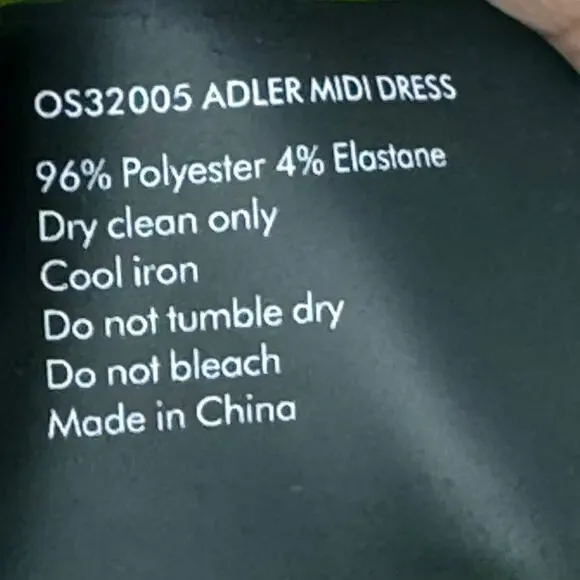 OS32005 ADLER MIDI DRESS
96% Polyester 4% Elastane
Dry clean only
Cool iron
Do not tumble dry
Do not bleach
Made in China